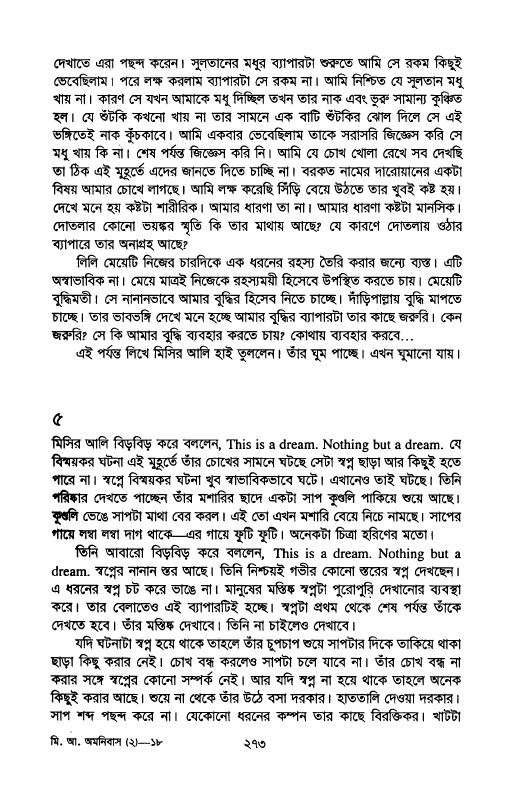 দেখাতে এরা পছন্দ করেন। সুলতানের মধুর ব্যাপারটা শুরুতে আমি সে রকম কিছুই
ভেবেছিলাম। পরে লক্ষ করলাম ব্যাপারটা সে রকম না। আমি নিশ্চিত যে সুলতান মধু
খায় না। কারণ সে যখন আমাকে মধু দিচ্ছিল তখন তার নাক এবং ভুরু সামান্য কুঞ্চিত
হল। যে শুঁটকি কখনো খায় না তার সামনে এক বাটি শুঁটকির ঝোল দিলে সে এই
ভঙ্গিতেই নাক কুঁচকাবে। আমি একবার ভেবেছিলাম তাকে সরাসরি জিজ্ঞেস করি সে
মধু খায় কি না। শেষ পর্যন্ত জিজ্ঞেস করি নি। আমি যে চোখ খোলা রেখে সব দেখছি
তা ঠিক এই মুহূর্তে এদের জানতে দিতে চাচ্ছি না। বরকত নামের দারোয়ানের একটা
বিষয় আমার চোখে লাগছে। আমি লক্ষ করেছি সিঁড়ি বেয়ে উঠতে তার খুবই কষ্ট হয়।
দেখে মনে হয় কষ্টটা শারীরিক। আমার ধারণা তা না। আমার ধারণা কষ্টটা মানসিক।
দোতলার কোনো ভয়ঙ্কর স্মৃতি কি তার মাথায় আছে? যে কারণে দোতলায় ওঠার
ব্যাপারে তার অনাগ্রহ আছে?
লিলি মেয়েটি নিজের চারদিকে এক ধরনের রহস্য তৈরি করার জন্যে ব্যস্ত। এটি
অস্বাভাবিক না। মেয়ে মাত্রই নিজেকে রহস্যময়ী হিসেবে উপস্থিত করতে চায়। মেয়েটি
বুদ্ধিমতী। সে নানানভাবে আমার বুদ্ধির হিসেব নিতে চাচ্ছে। দাঁড়িপাল্লায় বুদ্ধি মাপতে
চাচ্ছে। তার ভাবভঙ্গি দেখে মনে হচ্ছে আমার বুদ্ধির ব্যাপারটা তার কাছে জরুরি। কেন
জরুরি? সে কি আমার বুদ্ধি ব্যবহার করতে চায়? কোথায় ব্যবহার করবে...
এই পর্যন্ত লিখে মিসির আলি হাই তুললেন। তাঁর ঘুম পাচ্ছে। এখন ঘুমানো যায়।
৫
মিসির আলি বিড়বিড় করে বললেন, This is a dream. Nothing but a dream. যে
বিস্ময়কর ঘটনা এই মুহূর্তে তাঁর চোখের সামনে ঘটছে সেটা স্বপ্ন ছাড়া আর কিছুই হতে
পারে না। স্বপ্নে বিস্ময়কর ঘটনা খুব স্বাভাবিকভাবে ঘটে। এখানেও তাই ঘটছে। তিনি
পরিষ্কার দেখতে পাচ্ছেন তাঁর মশারির ছাদে একটা সাপ কুণ্ডলি পাকিয়ে শুয়ে আছে।
কুণ্ডলি ভেঙে সাপটা মাথা বের করল। এই তো এখন মশারি বেয়ে নিচে নামছে। সাপের
গায়ে লম্বা লম্বা দাগ থাকে—এর গায়ে ফুটি ফুটি। অনেকটা চিত্রা হরিণের মতো।
তিনি আবারো বিড়বিড় করে বললেন, This is a dream. Nothing but a
dream. স্বপ্নের নানান স্তর আছে। তিনি নিশ্চয়ই গভীর কোনো স্তরের স্বপ্ন দেখছেন।
এ ধরনের স্বপ্ন চট করে ভাঙে না। মানুষের মস্তিষ্ক স্বপ্নটা পুরোপুরি দেখানোর ব্যবস্থা
করে। তার বেলাতেও এই ব্যাপারটিই হচ্ছে। স্বপ্নটা প্রথম থেকে শেষ পর্যন্ত তাঁকে
দেখতে হবে। তাঁর মস্তিষ্ক দেখাবে। তিনি না চাইলেও দেখাবে।
যদি ঘটনাটা স্বপ্ন হয়ে থাকে তাহলে তাঁর চুপচাপ শুয়ে সাপটার দিকে তাকিয়ে থাকা
ছাড়া কিছু করার নেই। চোখ বন্ধ করলেও সাপটা চলে যাবে না। তাঁর চোখ বন্ধ না
করার সঙ্গে স্বপ্নের কোনো সম্পর্ক নেই। আর যদি স্বপ্ন না হয়ে থাকে তাহলে অনেক
কিছুই করার আছে। শুয়ে না থেকে তাঁর উঠে বসা দরকার। হাততালি দেওয়া দরকার।
সাপ শব্দ পছন্দ করে না। যেকোনো ধরনের কম্পন তার কাছে বিরক্তিকর। খাটটা
মি. আ. অমনিবাস (২)—১৮ ২৭৩